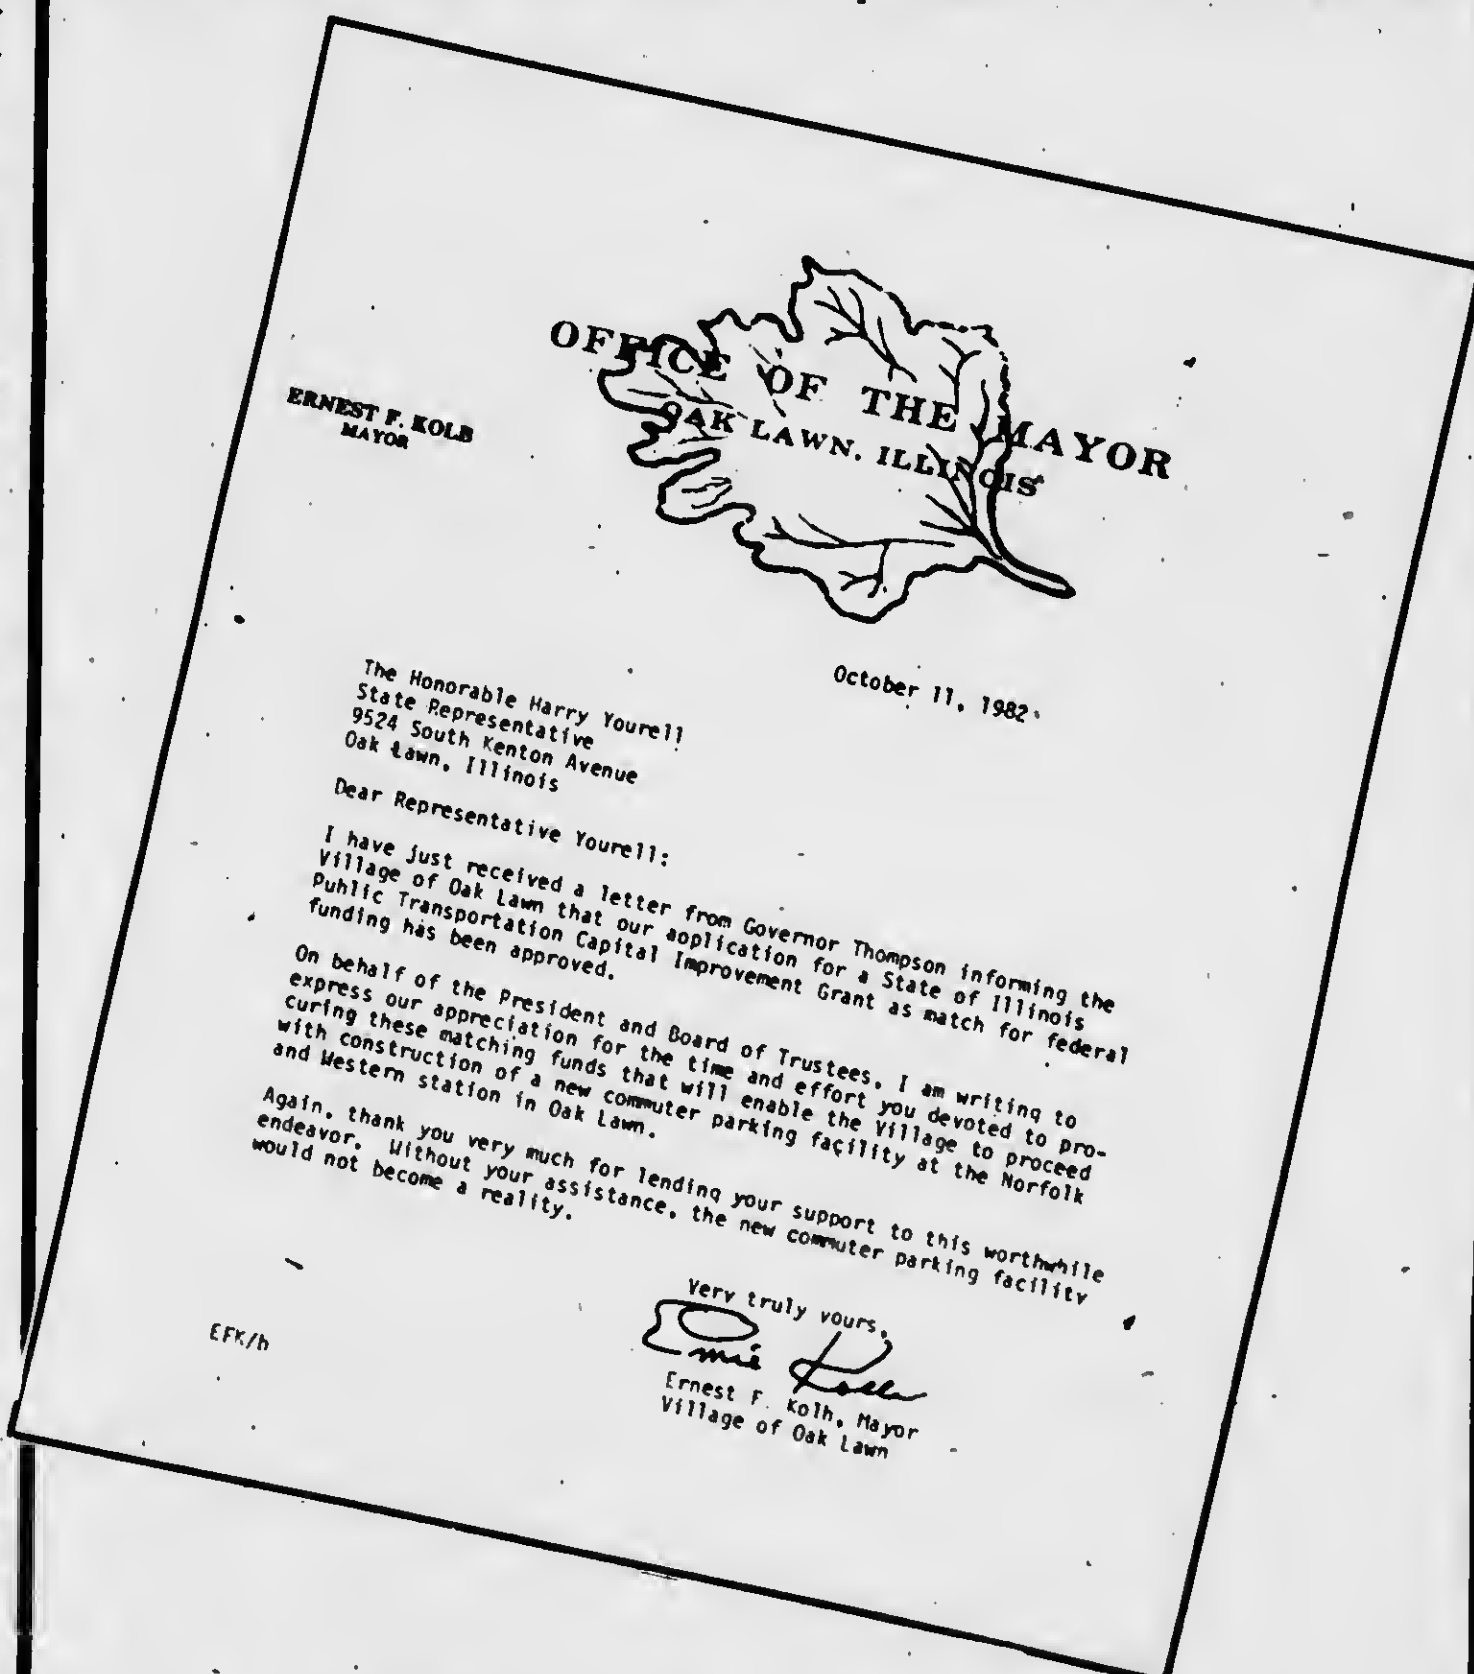 OFFICE OF THE MAYOR
OAK LAWN, ILLINOIS
ERNEST F. KOLB
MAYOR
October 11, 1982
The Honorable Harry Yourell
State Representative
9524 South Kenton Avenue
Oak Lawn, Illinois
Dear Representative Yourell:
I have just received a letter from Governor Thompson informing the
Village of Oak Lawn that our application for a State of Illinois
Public Transportation Capital Improvement Grant as match for federal
funding has been approved.
On behalf of the President and Board of Trustees, I am writing to
express our appreciation for the time and effort you devoted to pro-
curing these matching funds that will enable the Village to proceed
with construction of a new commuter parking facility at the Norfolk
and Western station in Oak Lawn.
Again, thank you very much for lending your support to this worthwhile
endeavor. Without your assistance, the new commuter parking facility
would not become a reality.
Very truly yours,
Ernie Kolb
Ernest F. Kolb, Mayor
Village of Oak Lawn
EFK/h